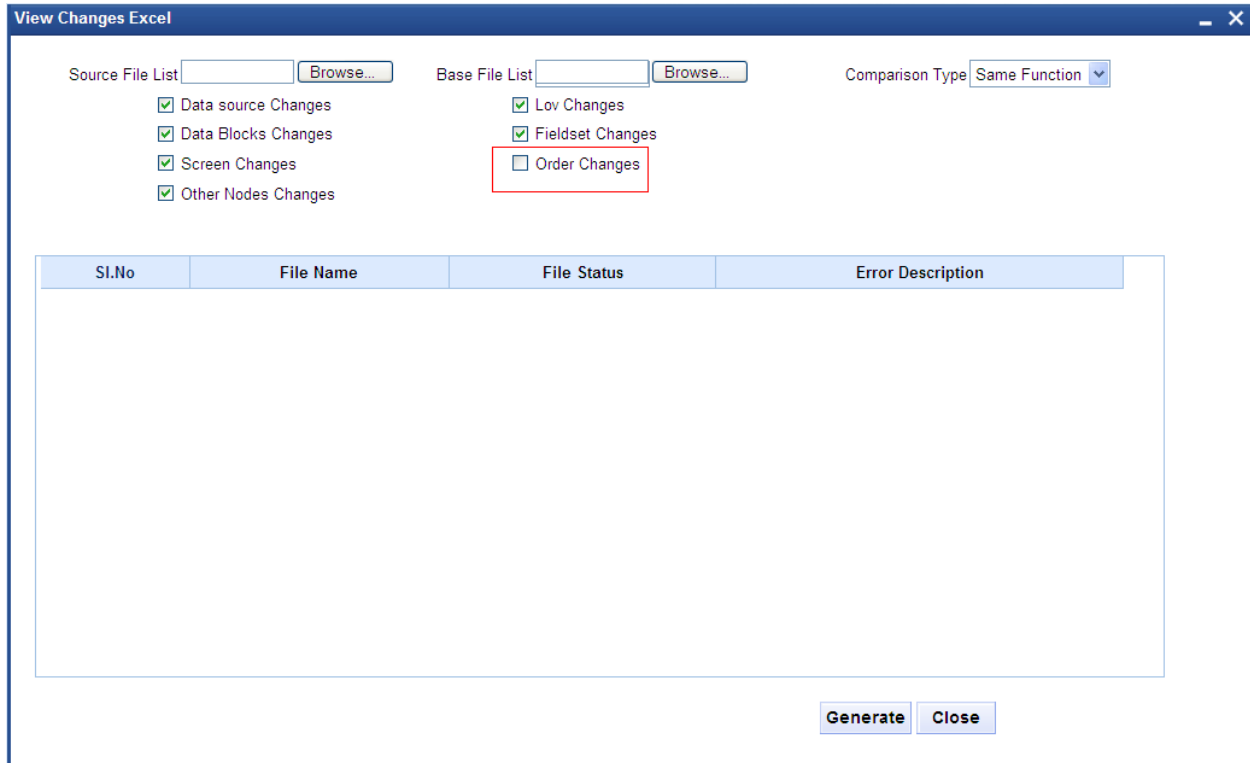 View Changes Excel
Source File List Browse... Base File List Browse... Comparison Type Same Function
Data source Changes Lov Changes
Data Blocks Changes Fieldset Changes
Screen Changes Order Changes
Other Nodes Changes
Sl.No File Name File Status Error Description
Generate Close